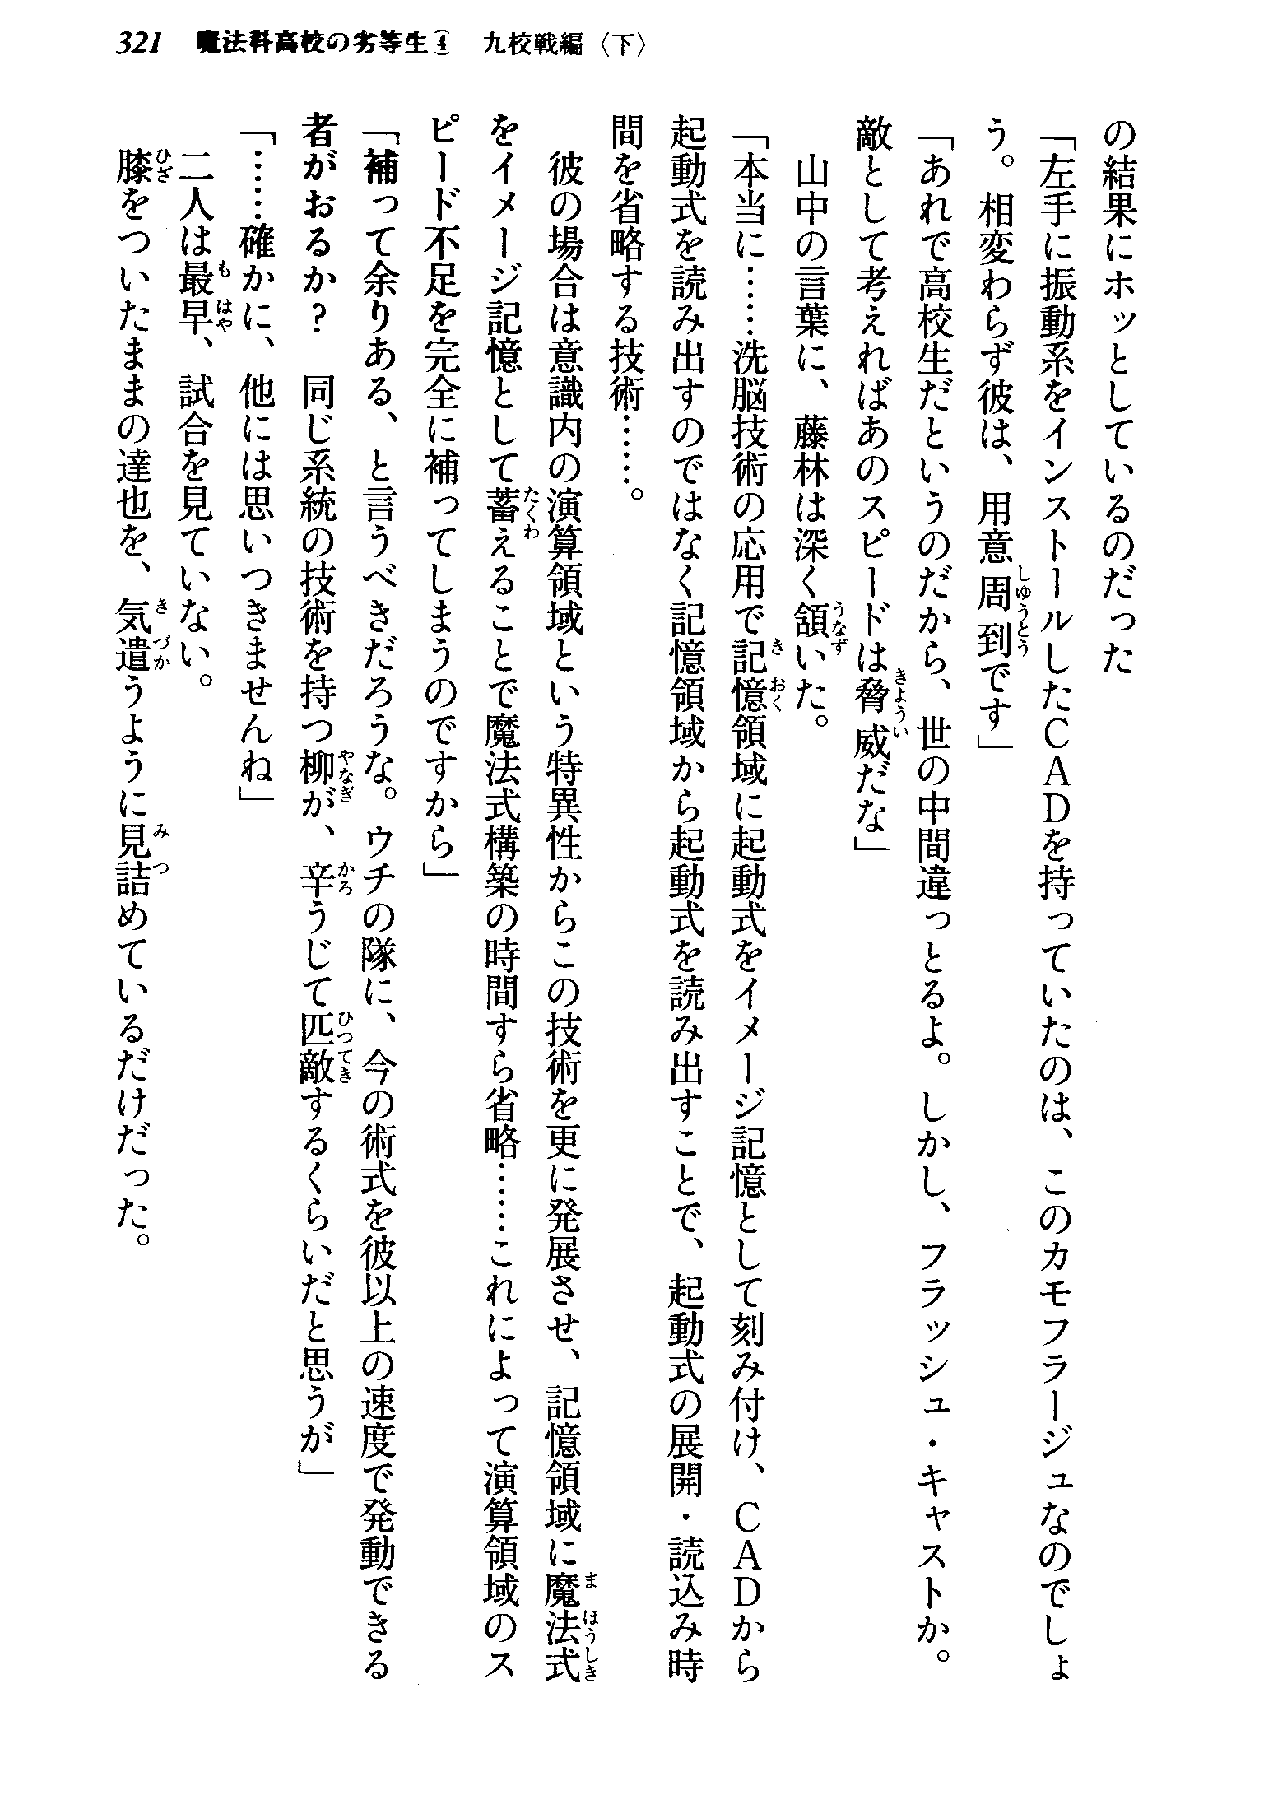 321 魔法科高校の劣等生④ 九校戦編〈下〉
の結果にホッとしているのだった
「左手に振動系をインストールしたＣＡＤを持っていたのは、このカモフラージュなのでしょ
う。相変わらず彼は、用意周到です」
「あれで高校生だというのだから、世の中間違っとるよ。しかし、フラッシュ・キャストか。
敵として考えればあのスピードは脅威だな」
山中の言葉に、藤林は深く頷いた。
「本当に……洗脳技術の応用で記憶領域に起動式をイメージ記憶として刻み付け、ＣＡＤから
起動式を読み出すのではなく記憶領域から起動式を読み出すことで、起動式の展開・読込み時
間を省略する技術……。
彼の場合は意識内の演算領域という特異性からこの技術を更に発展させ、記憶領域に魔法式
をイメージ記憶として蓄えることで魔法式構築の時間すら省略……これによって演算領域のス
ピード不足を完全に補ってしまうのですから」
「補って余りある、と言うべきだろうな。ウチの隊に、今の術式を彼以上の速度で発動できる
者がおるか？　同じ系統の技術を持つ柳が、辛うじて匹敵するくらいだと思うが」
「……確かに、他には思いつきませんね」
二人は最早、試合を見ていない。
膝をついたままの達也を、気遣うように見詰めているだけだった。